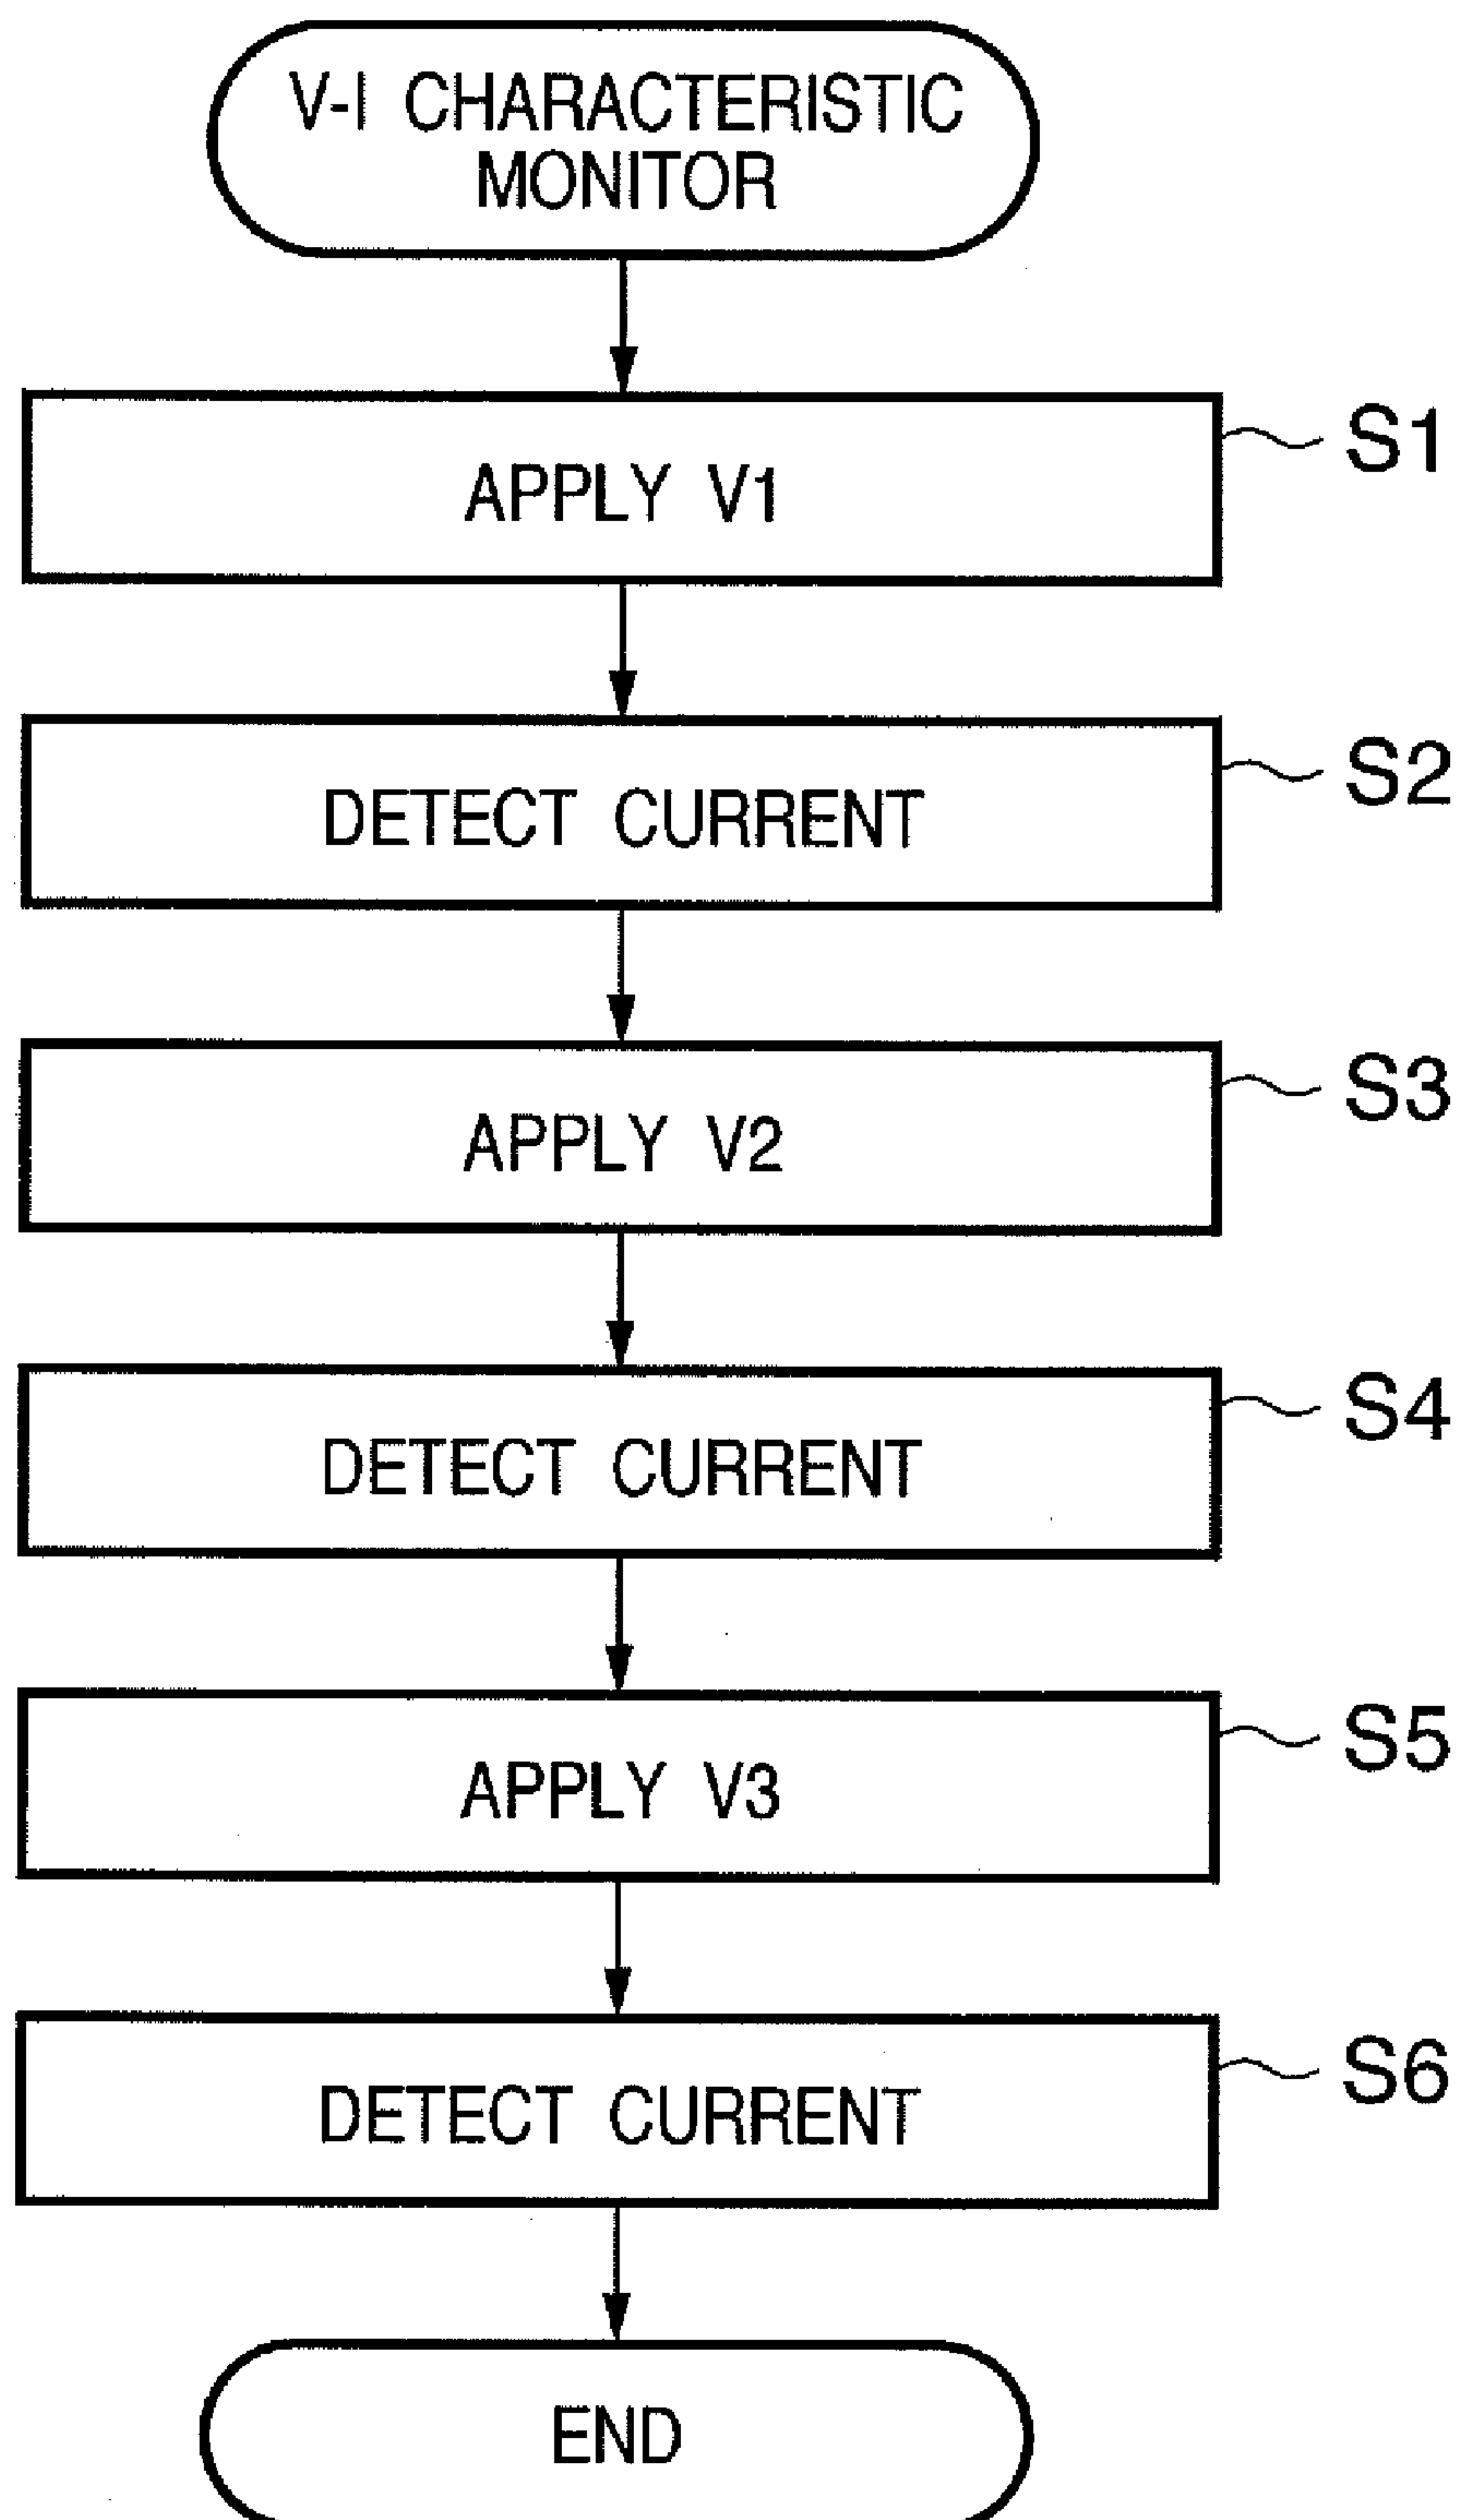 V-I CHARACTERISTIC
MONITOR
APPLY V1
S1
DETECT CURRENT
S2
APPLY V2
S3
DETECT CURRENT
S4
APPLY V3
S5
DETECT CURRENT
S6
END